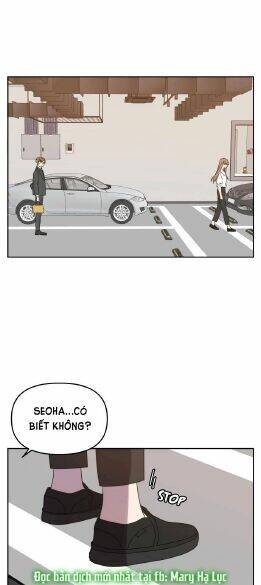 SEOHA...CÓ
BIẾT KHÔNG?
STOP
Đọc bản dịch mới nhất tại fb: Mary Hạ Lục